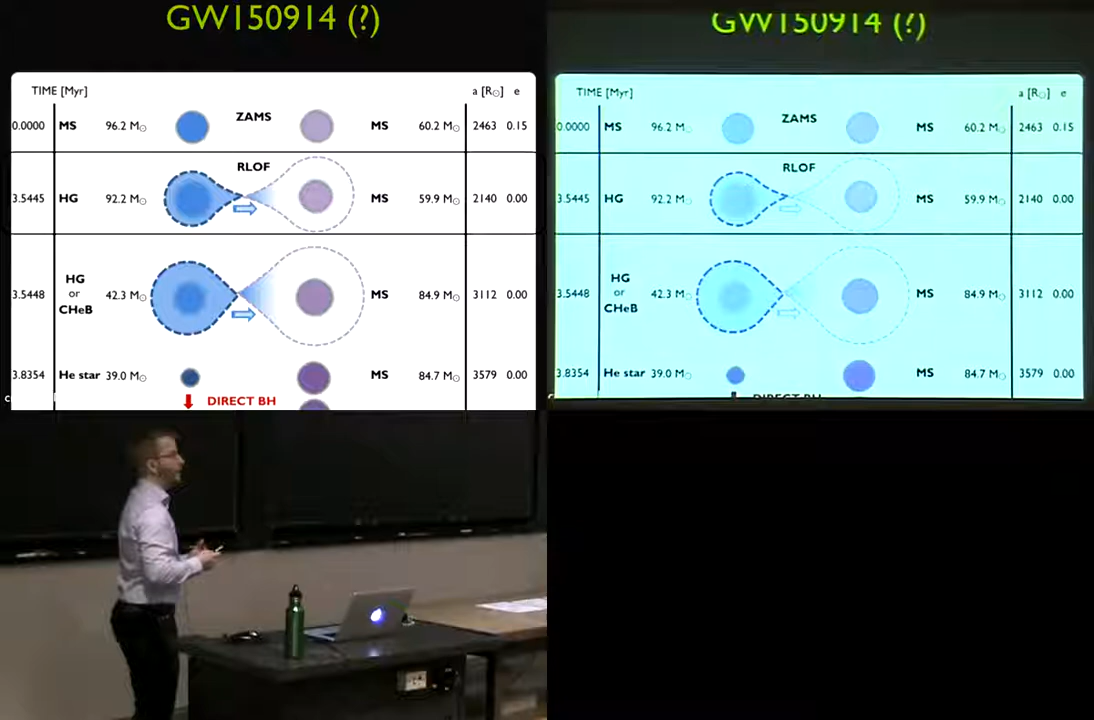 GW150914 (?)
TIME [Myr] a [R☉] e
0.0000 MS 96.2 M☉ ZAMS MS 60.2 M☉ 2463 0.15
RLOF
3.5445 HG 92.2 M☉ MS 59.9 M☉ 2140 0.00
HG
or
CHeB
3.5448 42.3 M☉ MS 84.9 M☉ 3112 0.00
3.8354 He star 39.0 M☉ MS 84.7 M☉ 3579 0.00
DIRECT BH
GW150914 (?)
TIME [Myr] a [R☉] e
0.0000 MS 96.2 M☉ ZAMS MS 60.2 M☉ 2463 0.15
RLOF
3.5445 HG 92.2 M☉ MS 59.9 M☉ 2140 0.00
HG
or
CHeB
3.5448 42.3 M☉ MS 84.9 M☉ 3112 0.00
3.8354 He star 39.0 M☉ MS 84.7 M☉ 3579 0.00
DIRECT BH